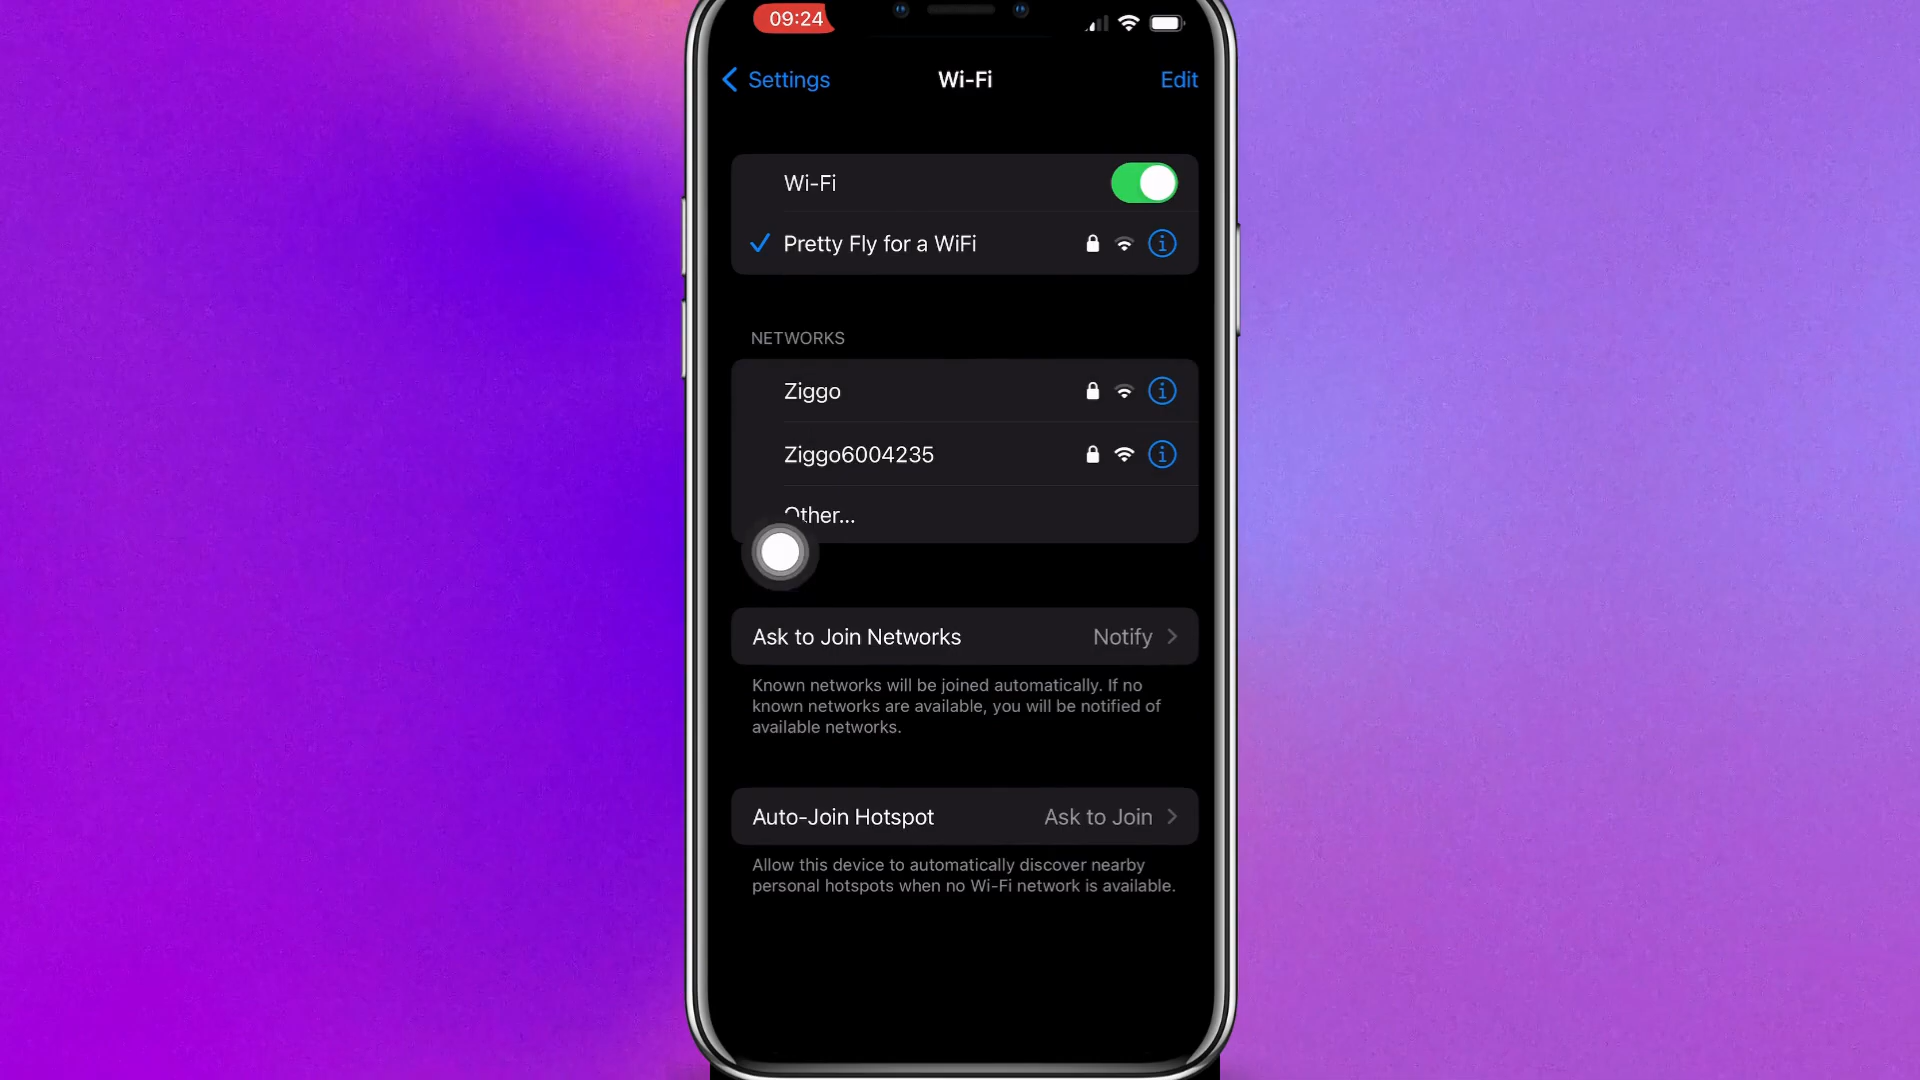 09:24
Settings
Wi-Fi
Edit
Wi-Fi
Pretty Fly for a WiFi
NETWORKS
Ziggo
Ziggo6004235
Other...
Ask to Join Networks
Notify
Known networks will be joined automatically. If no
known networks are available, you will be notified of
available networks.
Auto-Join Hotspot
Ask to Join
Allow this device to automatically discover nearby
personal hotspots when no Wi-Fi network is available.